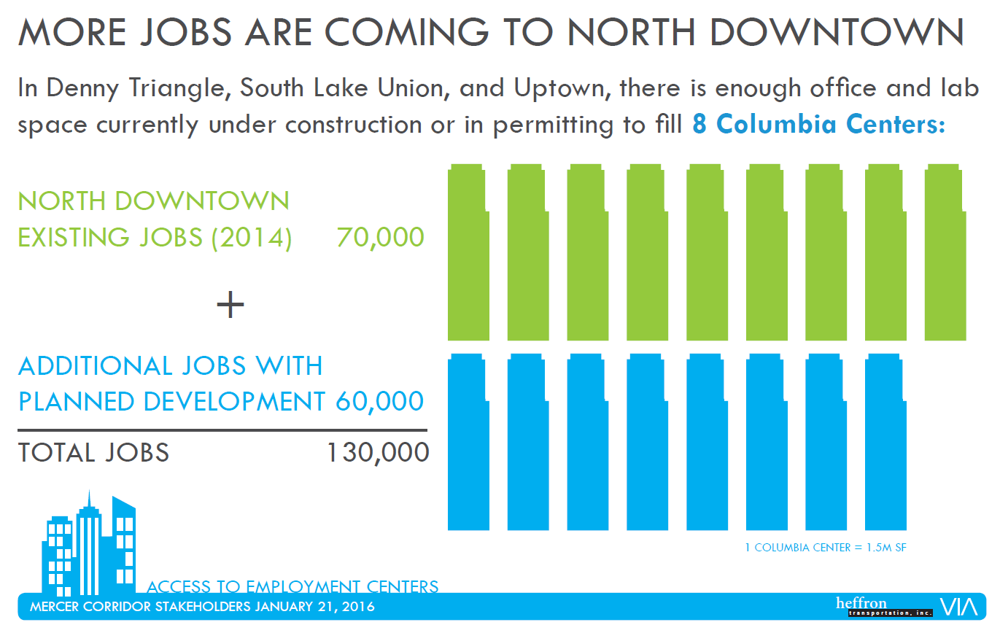 MORE JOBS ARE COMING TO NORTH DOWNTOWN
In Denny Triangle, South Lake Union, and Uptown, there is enough office and lab
space currently under construction or in permitting to fill 8 Columbia Centers:
NORTH DOWNTOWN
EXISTING JOBS (2014) 70,000
+
ADDITIONAL JOBS WITH
PLANNED DEVELOPMENT 60,000
TOTAL JOBS 130,000
1 COLUMBIA CENTER = 1.5M SF
ACCESS TO EMPLOYMENT CENTERS
MERCER CORRIDOR STAKEHOLDERS JANUARY 21, 2016
heffron
transportation, inc.
VIA